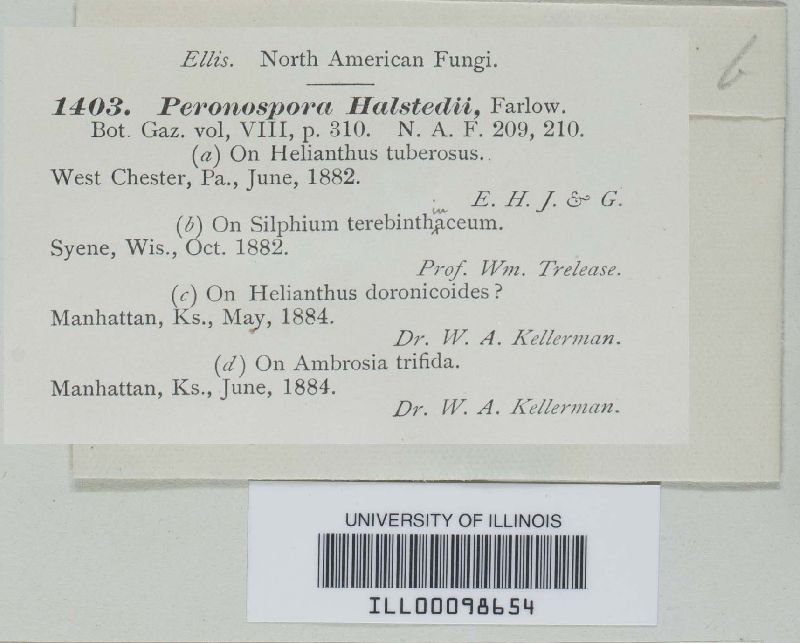 Ellis. North American Fungi.
b
1403. Peronospora Halstedii, Farlow.
Bot. Gaz. vol, VIII, p. 310. N. A. F. 209, 210.
(a) On Helianthus tuberosus.
West Chester, Pa., June, 1882.
E. H. J. & G.
in
(b) On Silphium terebinthaceum.
Syene, Wis., Oct. 1882.
Prof. Wm. Trelease.
(c) On Helianthus doronicoides?
Manhattan, Ks., May, 1884.
Dr. W. A. Kellerman.
(d) On Ambrosia trifida.
Manhattan, Ks., June, 1884.
Dr. W. A. Kellerman.
UNIVERSITY OF ILLINOIS
ILL00098654